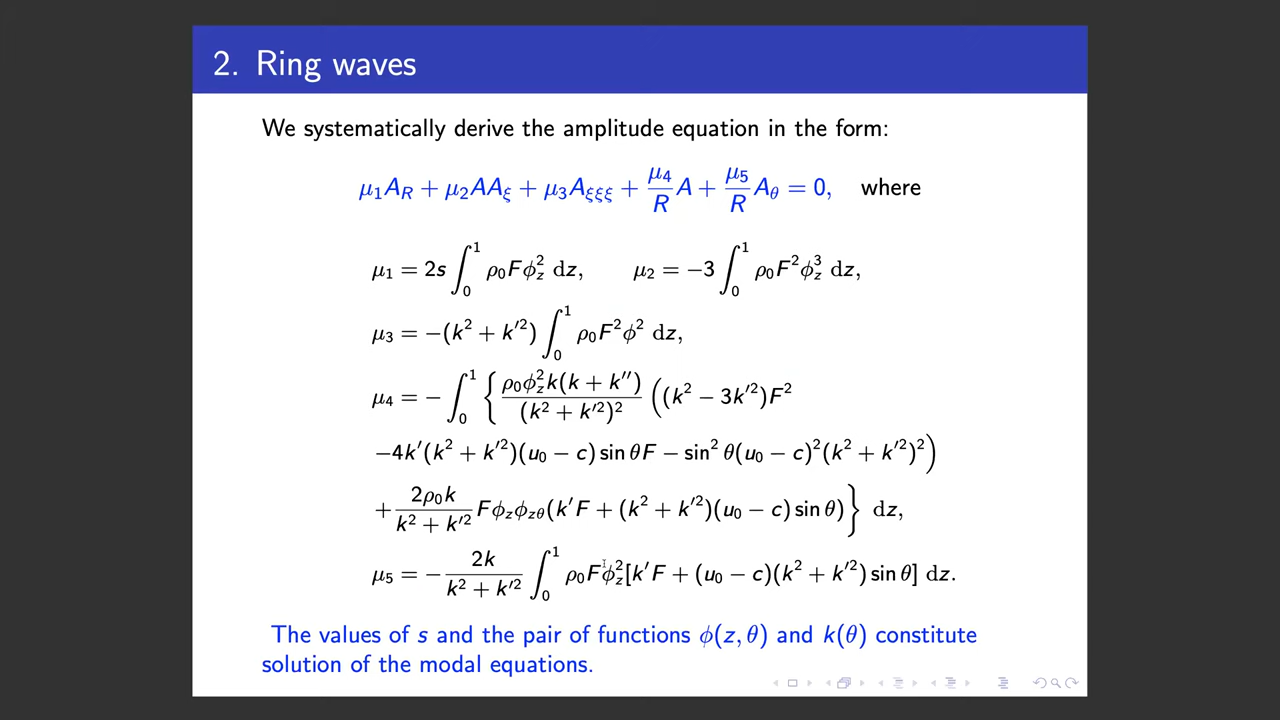 2. Ring waves
We systematically derive the amplitude equation in the form:
μ₁A_R + μ₂AA_ξ + μ₃A_ξξξ + μ₄/R A + μ₅/R A_θ = 0, where
μ₁ = 2s ∫₀¹ ρ₀Fϕ_z² dz, μ₂ = −3 ∫₀¹ ρ₀F²ϕ_z³ dz,
μ₃ = −(k² + k′²) ∫₀¹ ρ₀F²ϕ² dz,
μ₄ = − ∫₀¹ { ρ₀ϕ_z²k(k + k′′)/(k² + k′²)² ((k² − 3k′²)F²
−4k′(k² + k′²)(u₀ − c) sin θF − sin² θ(u₀ − c)²(k² + k′²)²)
+ 2ρ₀k/(k² + k′²) Fϕ_zϕ_zθ(k′F + (k² + k′²)(u₀ − c) sin θ) } dz,
μ₅ = − 2k/(k² + k′²) ∫₀¹ ρ₀Fϕ_z²[k′F + (u₀ − c)(k² + k′²) sin θ] dz.
The values of s and the pair of functions ϕ(z, θ) and k(θ) constitute
solution of the modal equations.